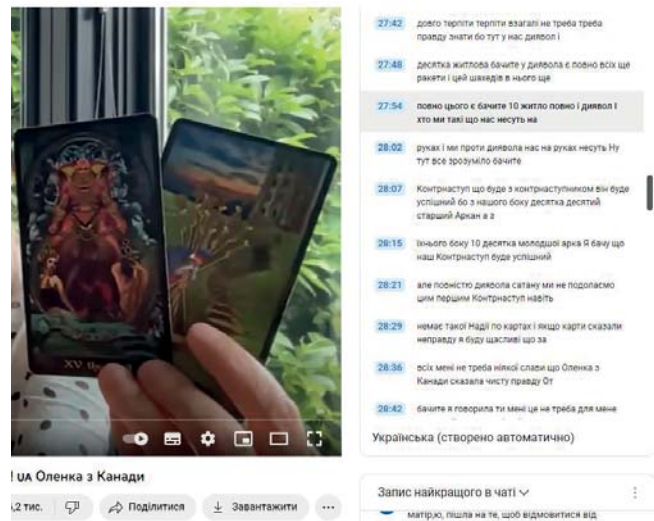 XV the
27:42 довго терпіти терпіти взагалі не треба треба
правду знати бо тут у нас диявол і
27:48 десятка житлова бачите у диявола є повно всіх ще
ракети і цей шахедів в нього ще
27:54 повно цього є бачите 10 житло повно і диявол І
хто ми такі що нас несуть на
28:02 руках і ми проти диявола нас на руках несуть Ну
тут все зрозуміло бачите
28:07 Контрнаступ що буде з контрнаступником він буде
успішний бо з нашого боку десятка десятий
старший Аркан а з
28:15 їхнього боку 10 десятка молодшої арка Я бачу що
наш Контрнаступ буде успішний
28:21 але повністю диявола сатану ми не подолаємо
цим першим Контрнаступ навіть
28:29 немає такої Надії по картах і якщо карти сказали
неправду я буду щасливі що за
28:36 всіх мені не треба ніякої слави що Оленка з
Канади сказала чисту правду От
28:42 бачите я говорила ти мені це не треба для мене
Українська (створено автоматично)
! UA Оленка з Канади
,2 тис. Поділитися Завантажити ...
Запис найкращого в чаті
матір,ю, пішла на те, щоб відмовитися від